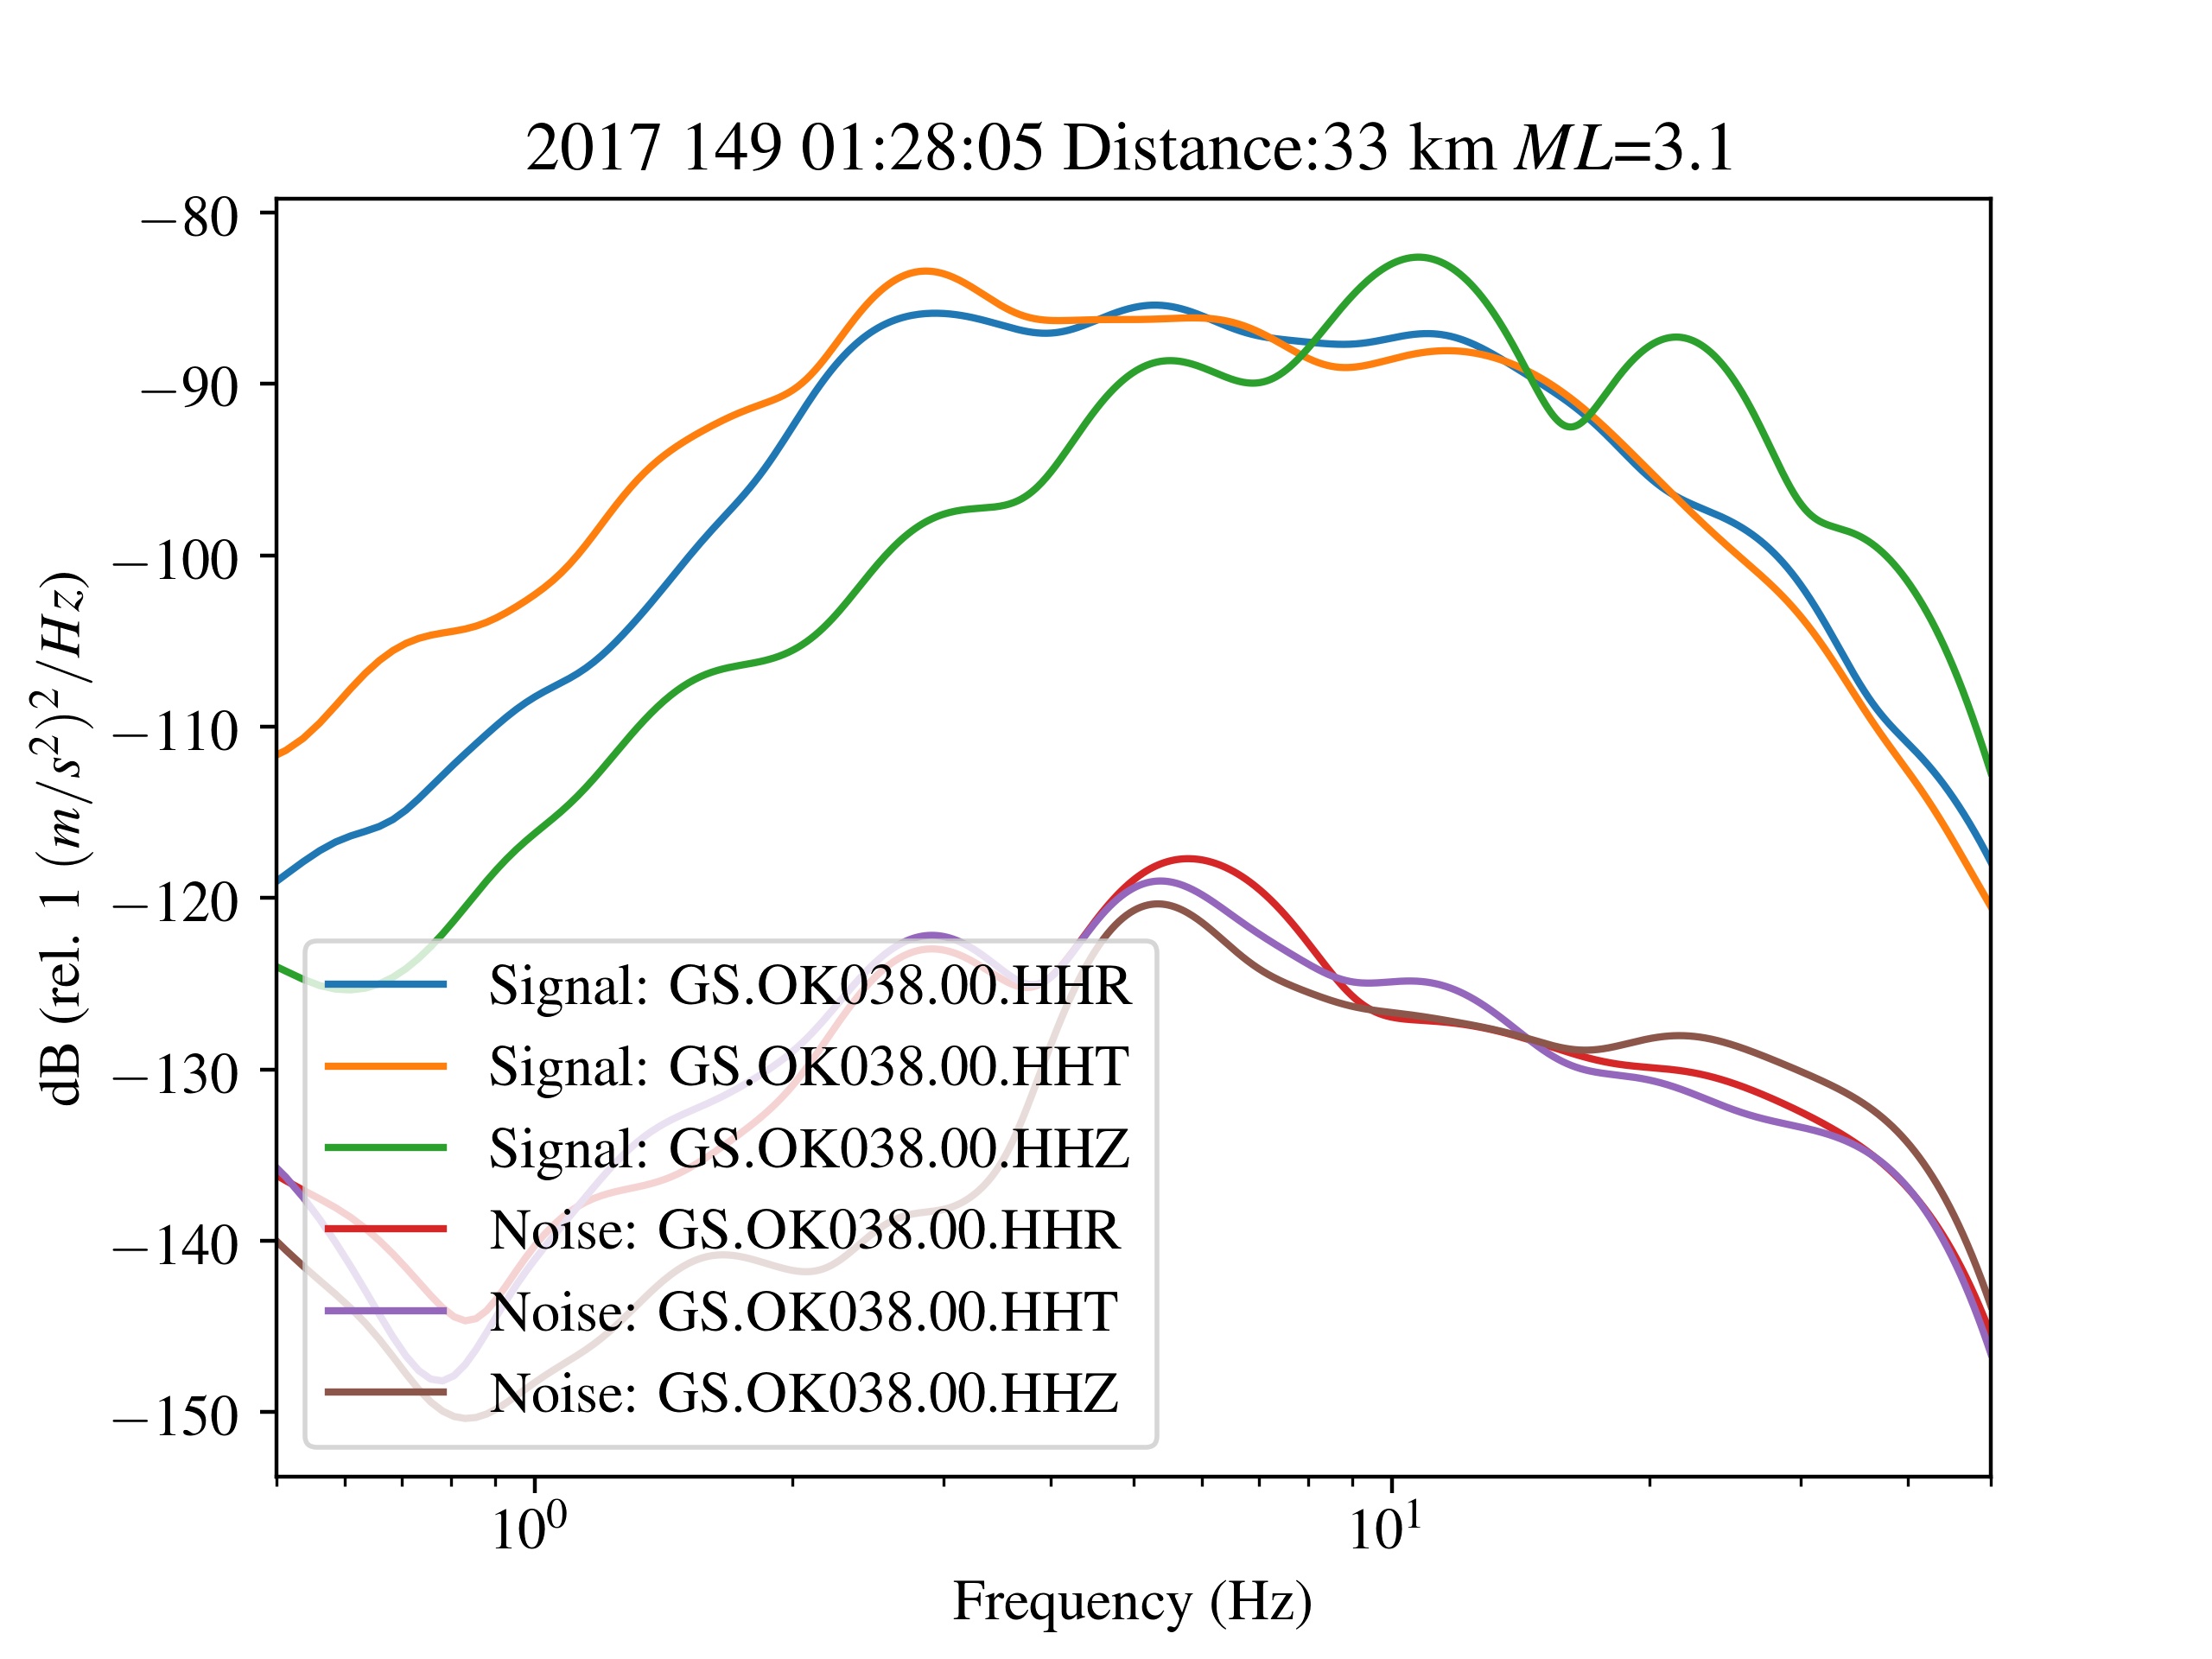 2017 149 01:28:05 Distance:33 km ML=3.1
dB (rel. 1 (m/s²)²/Hz)
−80
−90
−100
−110
−120
−130
−140
−150
Signal: GS.OK038.00.HHR
Signal: GS.OK038.00.HHT
Signal: GS.OK038.00.HHZ
Noise: GS.OK038.00.HHR
Noise: GS.OK038.00.HHT
Noise: GS.OK038.00.HHZ
10⁰ 10¹
Frequency (Hz)